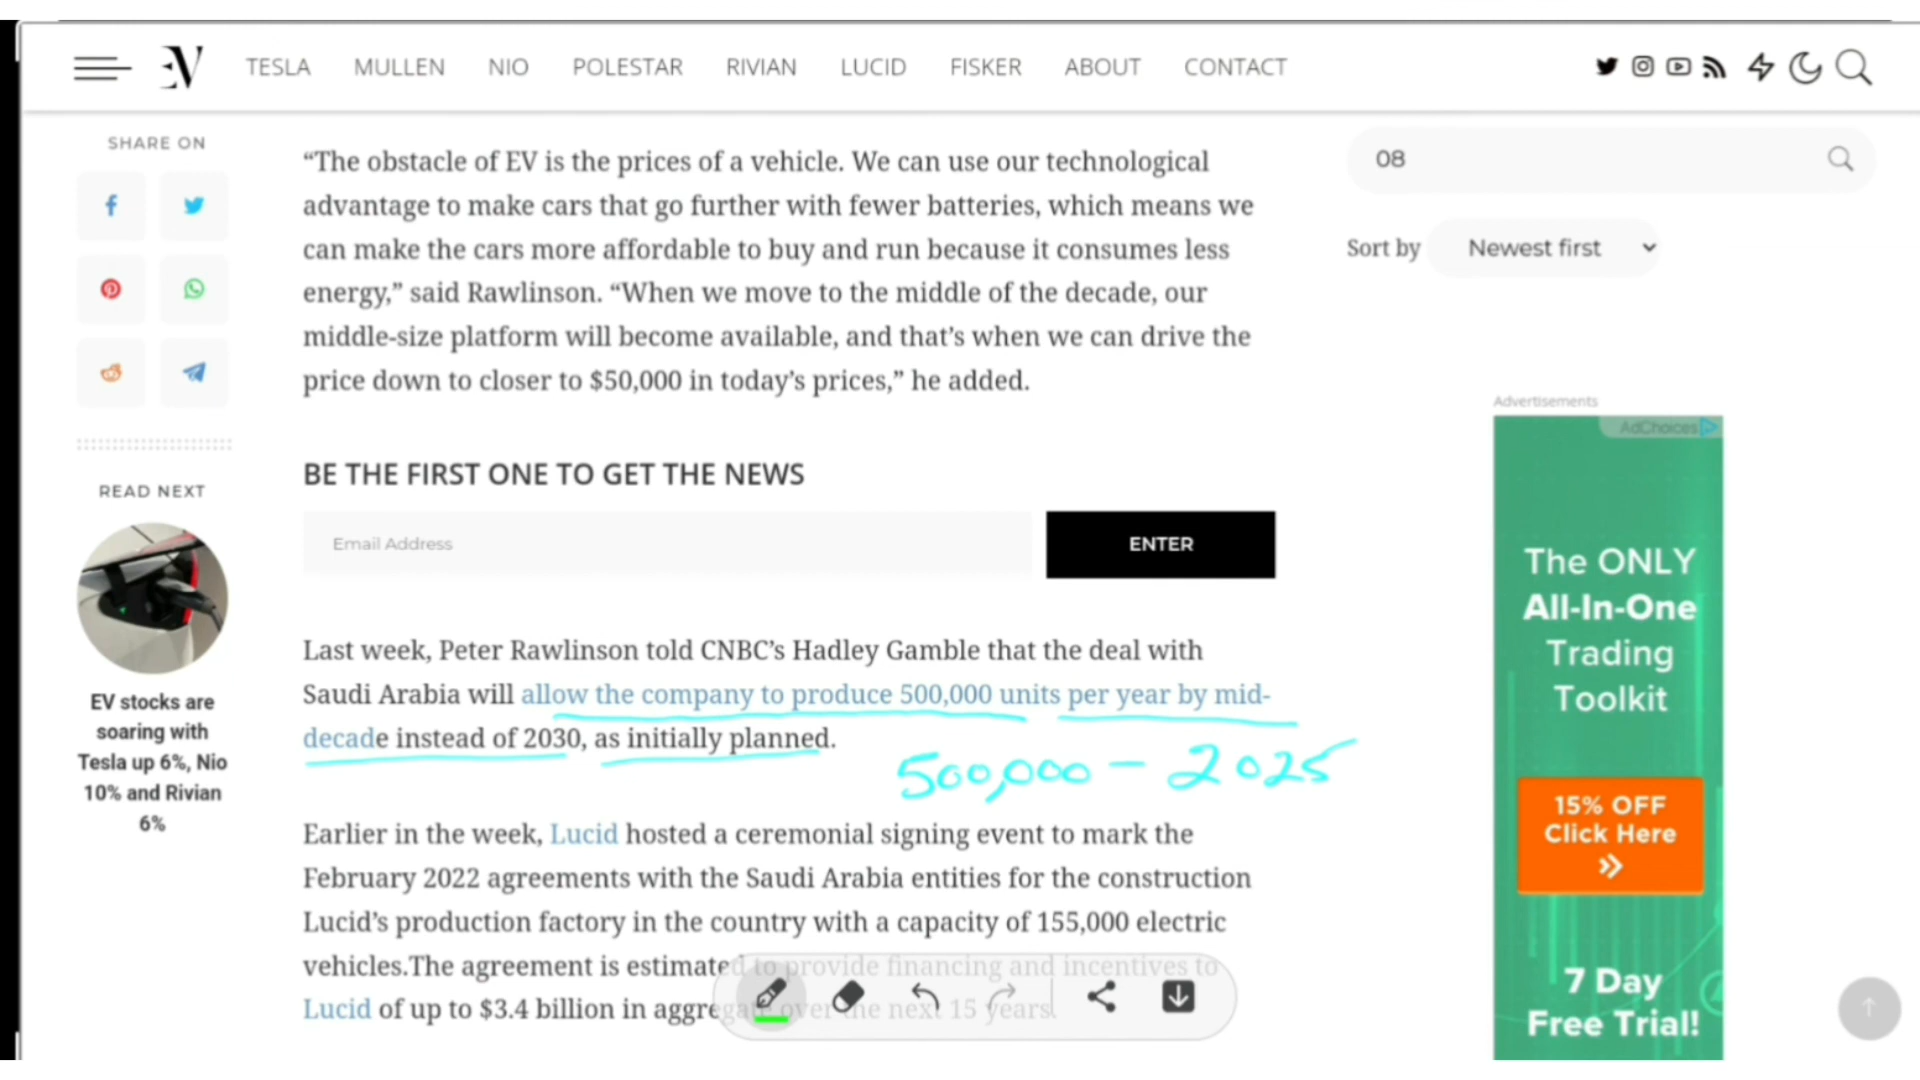 EV TESLA MULLEN NIO POLESTAR RIVIAN LUCID FISKER ABOUT CONTACT
SHARE ON
READ NEXT
EV stocks are
soaring with
Tesla up 6%, Nio
10% and Rivian
6%
“The obstacle of EV is the prices of a vehicle. We can use our technological
advantage to make cars that go further with fewer batteries, which means we
can make the cars more affordable to buy and run because it consumes less
energy,” said Rawlinson. “When we move to the middle of the decade, our
middle-size platform will become available, and that’s when we can drive the
price down to closer to $50,000 in today’s prices,” he added.
BE THE FIRST ONE TO GET THE NEWS
Email Address
ENTER
Last week, Peter Rawlinson told CNBC’s Hadley Gamble that the deal with
Saudi Arabia will allow the company to produce 500,000 units per year by mid-
decade instead of 2030, as initially planned.
500,000 - 2025
Earlier in the week, Lucid hosted a ceremonial signing event to mark the
February 2022 agreements with the Saudi Arabia entities for the construction
Lucid’s production factory in the country with a capacity of 155,000 electric
vehicles.The agreement is estimated to provide financing and incentives to
Lucid of up to $3.4 billion in aggregate over the next 15 years.
08
Sort by Newest first
Advertisements
AdChoices
The ONLY
All-In-One
Trading
Toolkit
15% OFF
Click Here
7 Day
Free Trial!